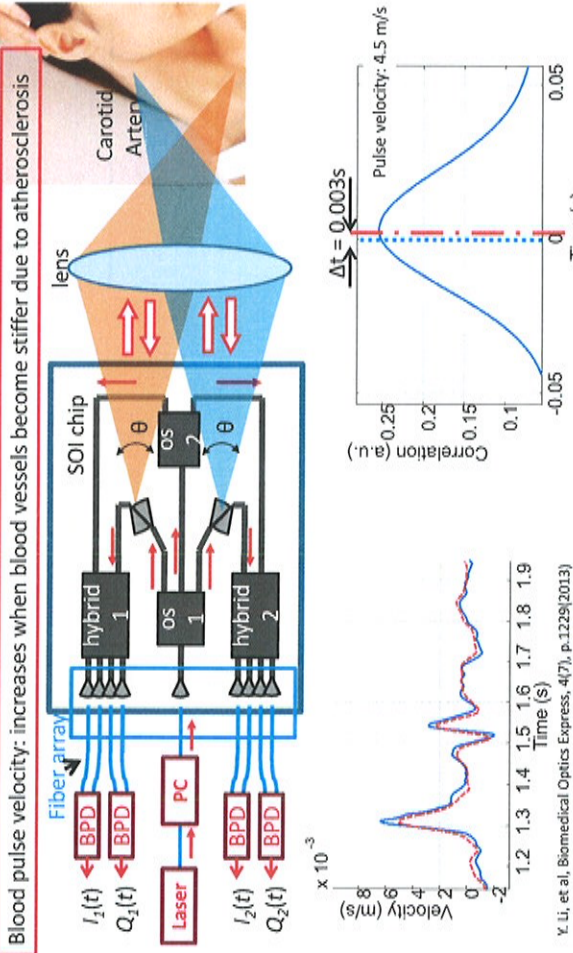 Blood pulse velocity: increases when blood vessels become stiffer due to atherosclerosis
Fiber array
SOI chip
lens
Carotid
Arter
I₁(t)
BPD
Q₁(t)
BPD
hybrid
1
θ
Laser
PC
os
1
os
2
θ
I₂(t)
BPD
Q₂(t)
BPD
hybrid
2
x 10⁻³
Velocity (m/s)
8
6
4
2
0
-2
1.2
1.3
1.4
1.5
1.6
1.7
1.8
1.9
Time (s)
Δt = 0.003s
Pulse velocity: 4.5 m/s
Correlation (a.u.)
0.25
0.2
0.15
0.1
-0.05
0
0.05
Y. Li, et al, Biomedical Optics Express, 4(7), p.1229(2013)